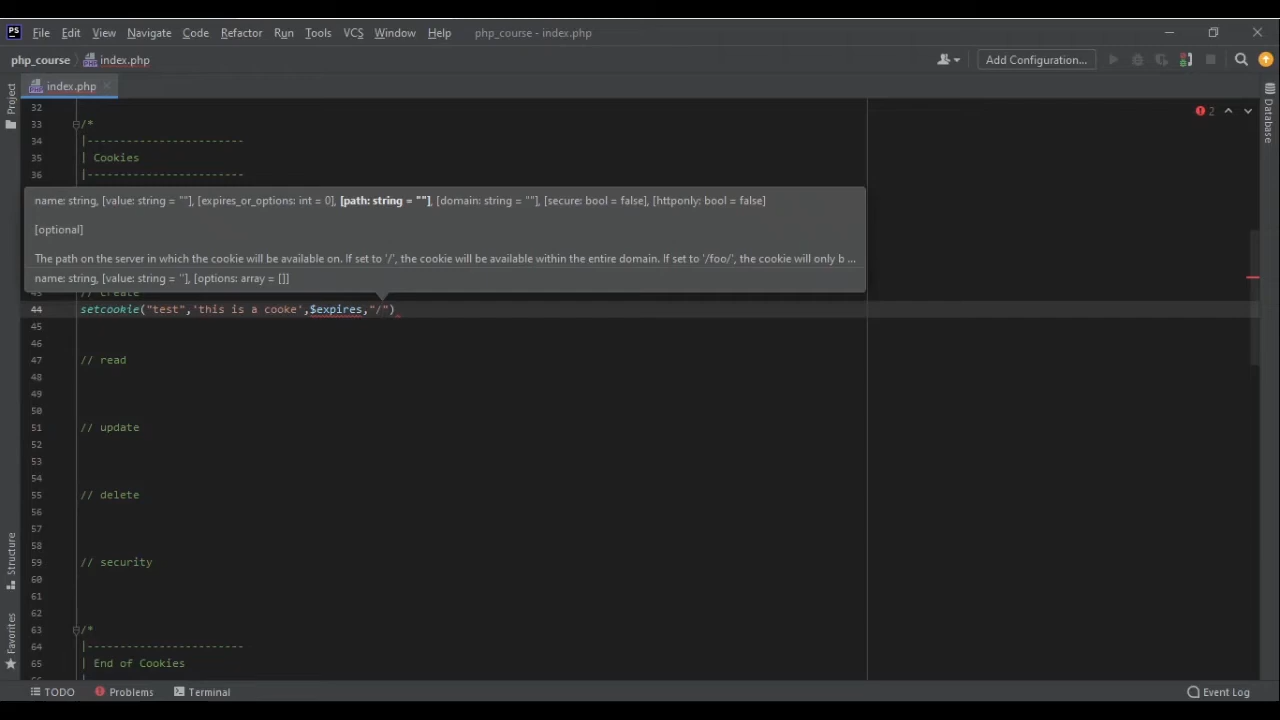 PS File Edit View Navigate Code Refactor Run Tools VCS Window Help php_course - index.php
php_course index.php Add Configuration...
index.php
Project
Database
2
32
33 /*
34 |------------------------
35 | Cookies
36 |------------------------
name: string, [value: string = ""], [expires_or_options: int = 0], [path: string = ""], [domain: string = ""], [secure: bool = false], [httponly: bool = false]
[optional]
The path on the server in which the cookie will be available on. If set to '/', the cookie will be available within the entire domain. If set to '/foo/', the cookie will only b ...
name: string, [value: string = ''], [options: array = []]
43 // Create
44 setcookie("test",'this is a cooke',$expires,"/")
45
46
47 // read
48
49
50
51 // update
52
53
54
55 // delete
56
57
58
59 // security
60
61
62
63 /*
64 |------------------------
65 | End of Cookies
Structure
Favorites
TODO Problems Terminal Event Log